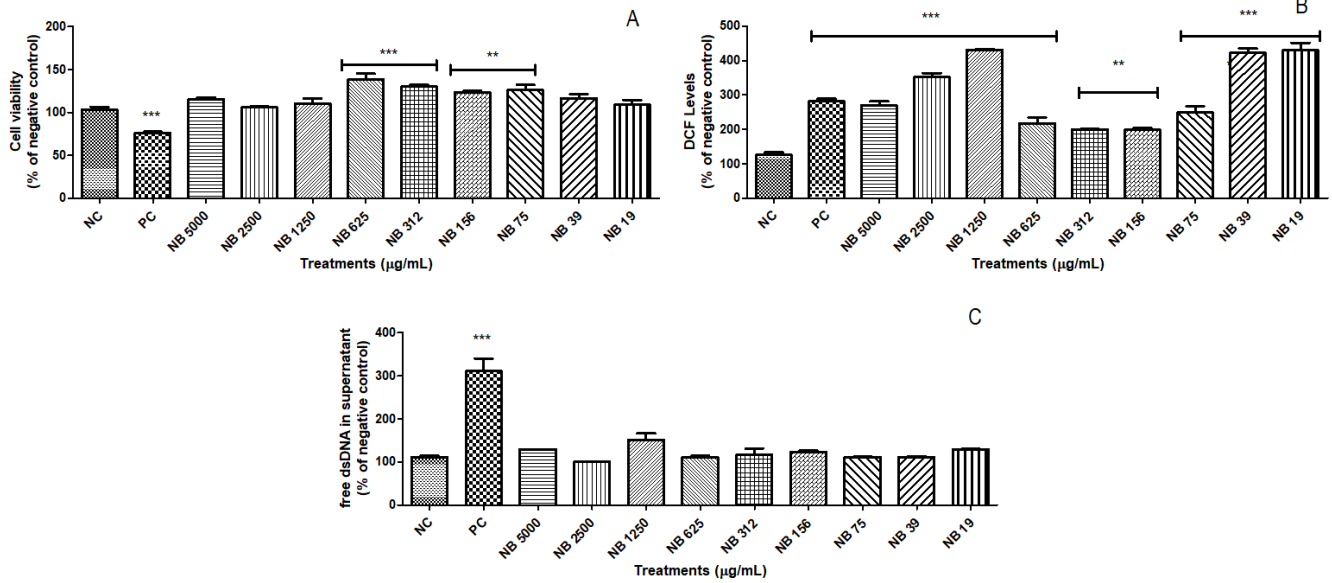 A
Cell viability
(% of negative control)
200
150
100
50
0
***
***
**
NC
PC
NB 5000
NB 2500
NB 1250
NB 625
NB 312
NB 156
NB 75
NB 39
NB 19
Treatments (μg/mL)
B
DCF Levels
(% of negative control)
500
400
300
200
100
0
***
**
***
NC
PC
NB 5000
NB 2500
NB 1250
NB 625
NB 312
NB 156
NB 75
NB 39
NB 19
Treatments (μg/mL)
C
free dsDNA in supernatant
(% of negative control)
400
300
200
100
0
***
NC
PC
NB 5000
NB 2500
NB 1250
NB 625
NB 312
NB 156
NB 75
NB 39
NB 19
Treatments (μg/mL)